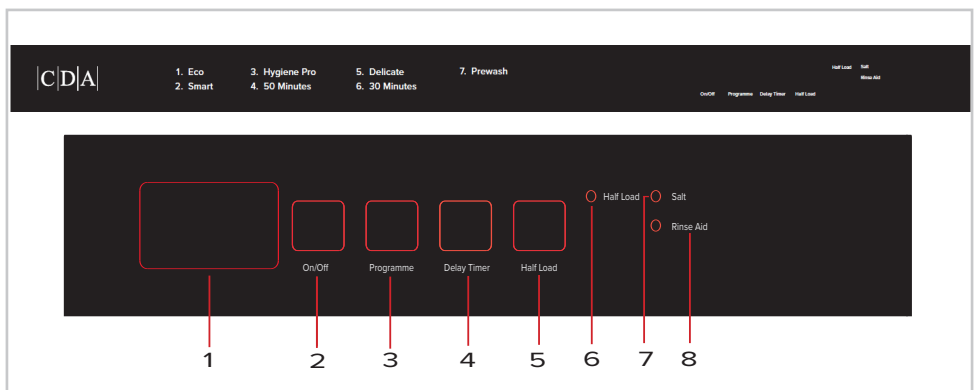 |C|D|A|
1. Eco 3. Hygiene Pro 5. Delicate 7. Prewash
2. Smart 4. 50 Minutes 6. 30 Minutes
Half Load Salt
Rinse Aid
On/Off Programme Delay Timer Half Load
Half Load Salt
Rinse Aid
On/Off Programme Delay Timer Half Load
1 2 3 4 5 6 7 8